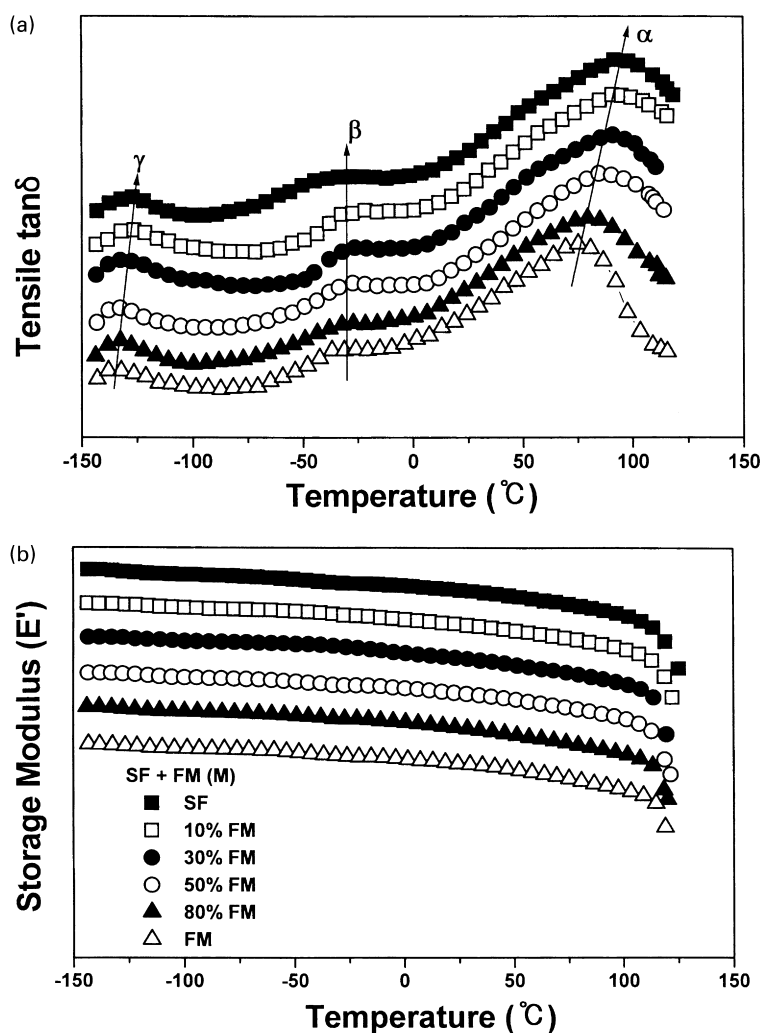 (a)
α
β
γ
Tensile tanδ
-150 -100 -50 0 50 100 150
Temperature (℃)
(b)
Storage Modulus (E')
SF + FM (M)
SF
10% FM
30% FM
50% FM
80% FM
FM
-150 -100 -50 0 50 100 150
Temperature (℃)